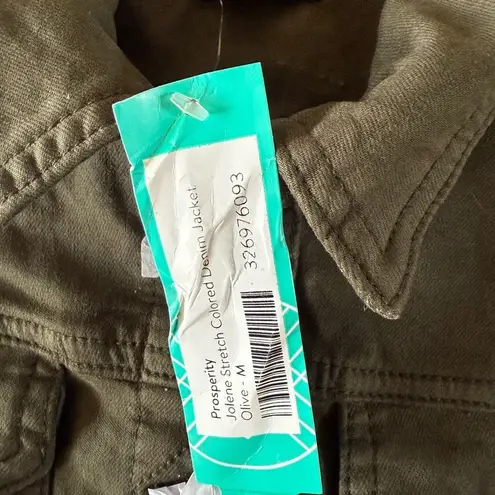 Prosperity
Jolene Stretch Colored Denim Jacket
Olive - M
326976093